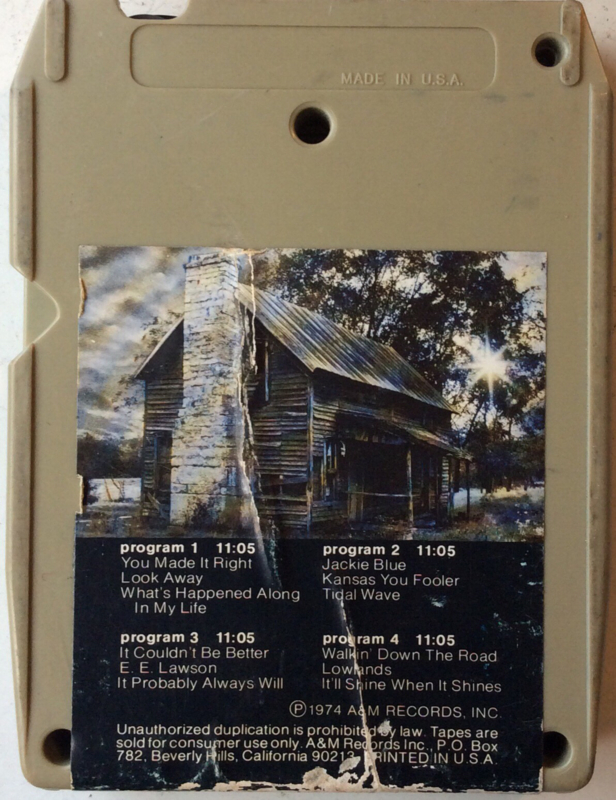 MADE IN U.S.A.
program 1 11:05
You Made It Right
Look Away
What's Happened Along
In My Life
program 2 11:05
Jackie Blue
Kansas You Fooler
Tidal Wave
program 3 11:05
It Couldn't Be Better
E. E. Lawson
It Probably Always Will
program 4 11:05
Walkin' Down The Road
Lowlands
It'll Shine When It Shines
Ⓟ1974 A&M RECORDS, INC.
Unauthorized duplication is prohibited by law. Tapes are
sold for consumer use only. A&M Records Inc., P.O. Box
782, Beverly Hills, California 90213 PRINTED IN U.S.A.